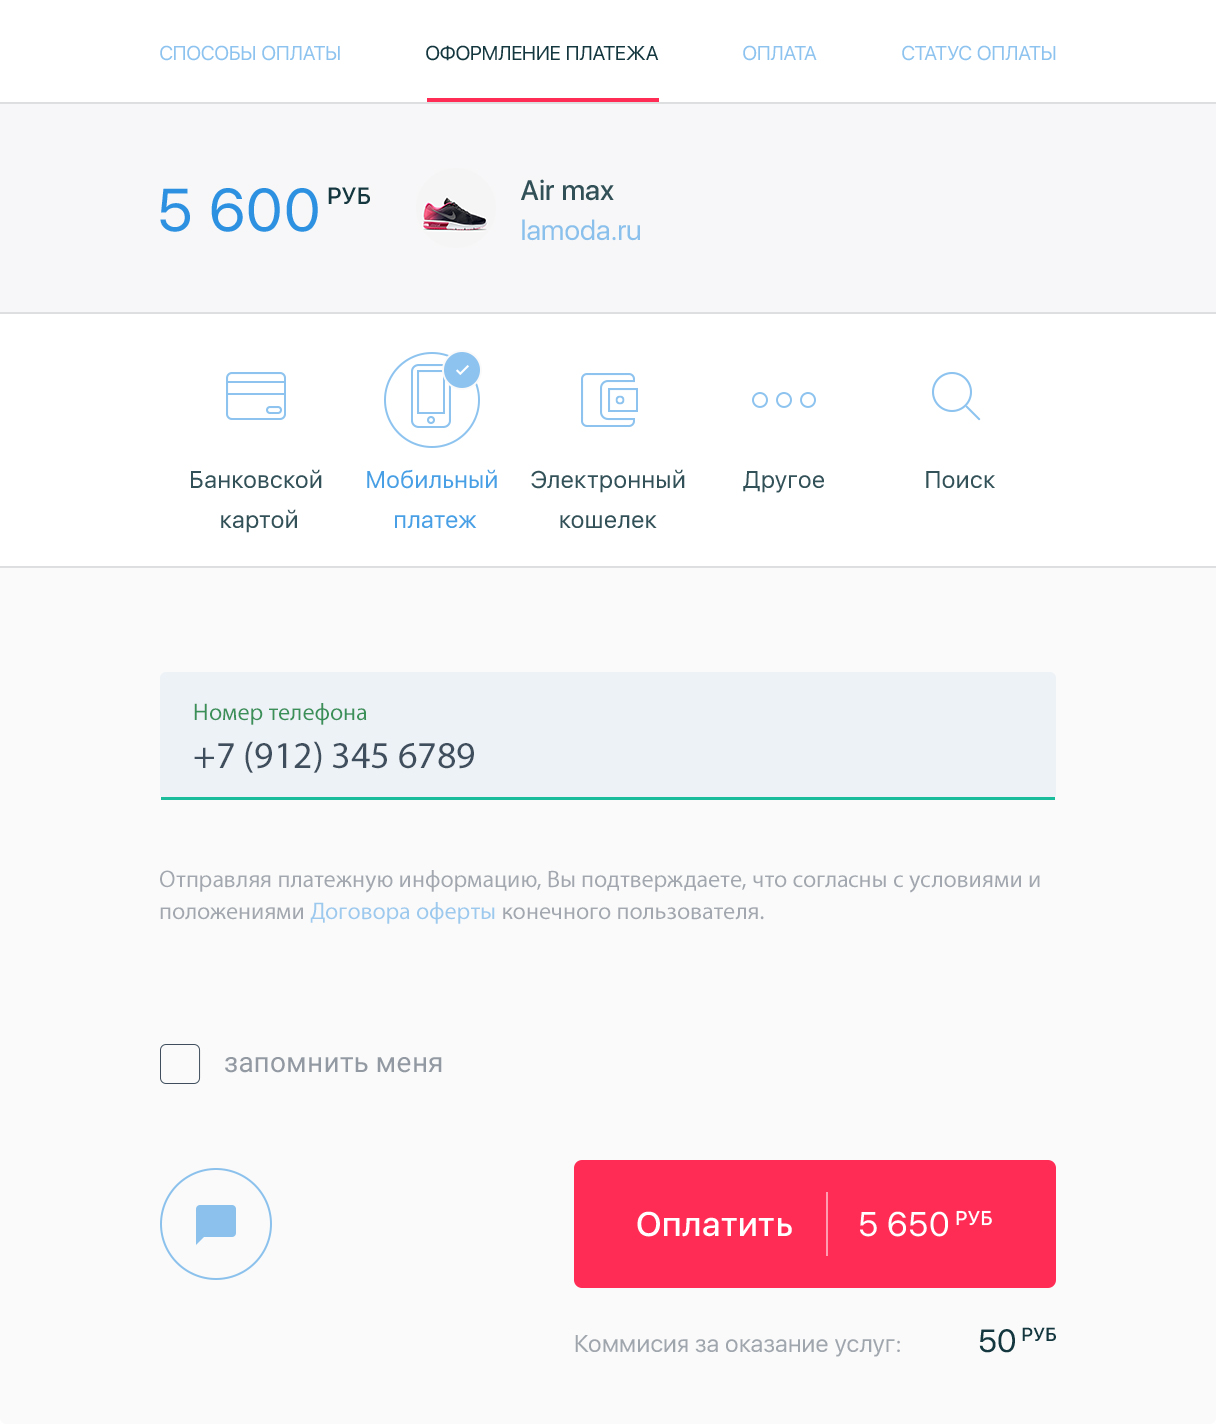 СПОСОБЫ ОПЛАТЫ ОФОРМЛЕНИЕ ПЛАТЕЖА ОПЛАТА СТАТУС ОПЛАТЫ
5 600 РУБ
Air max
lamoda.ru
Банковской
картой
Мобильный
платеж
Электронный
кошелек
Другое
Поиск
Номер телефона
+7 (912) 345 6789
Отправляя платежную информацию, Вы подтверждаете, что согласны с условиями и
положениями Договора оферты конечного пользователя.
запомнить меня
Оплатить 5 650 РУБ
Коммисия за оказание услуг: 50 РУБ